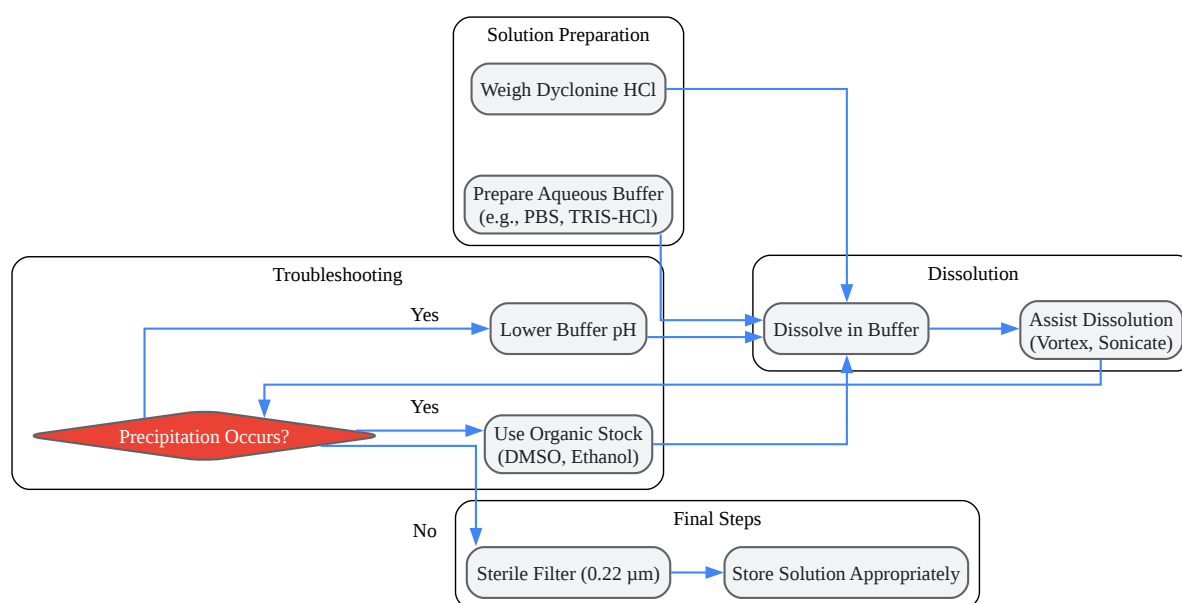 Solution Preparation
Weigh Dyclonine HCl
Prepare Aqueous Buffer
(e.g., PBS, TRIS-HCl)
Troubleshooting
Dissolution
Yes
Lower Buffer pH
Dissolve in Buffer
Assist Dissolution
(Vortex, Sonicate)
Yes
Precipitation Occurs?
Use Organic Stock
(DMSO, Ethanol)
No
Final Steps
Sterile Filter (0.22 µm)
Store Solution Appropriately